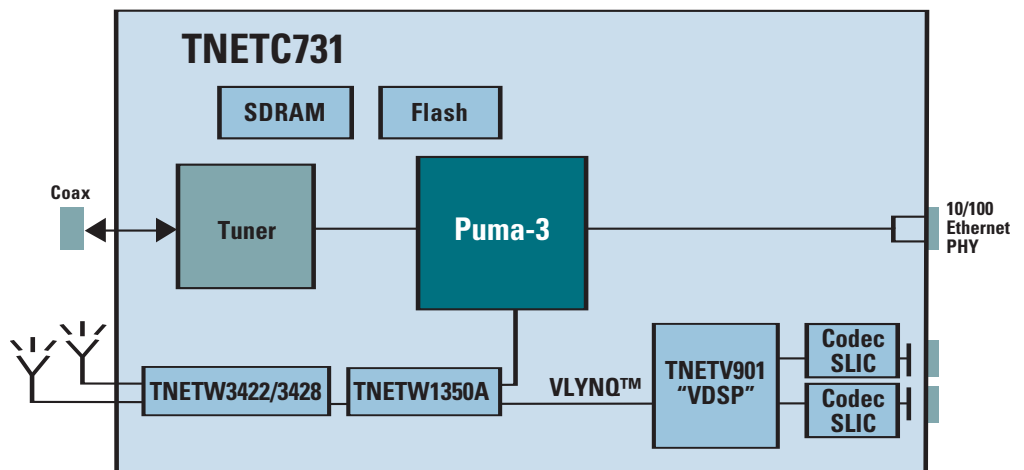 TNETC731
SDRAM
Flash
Coax
Tuner
Puma-3
10/100
Ethernet
PHY
TNETW3422/3428
TNETW1350A
VLYNQ™
TNETV901
“VDSP”
Codec
SLIC
Codec
SLIC